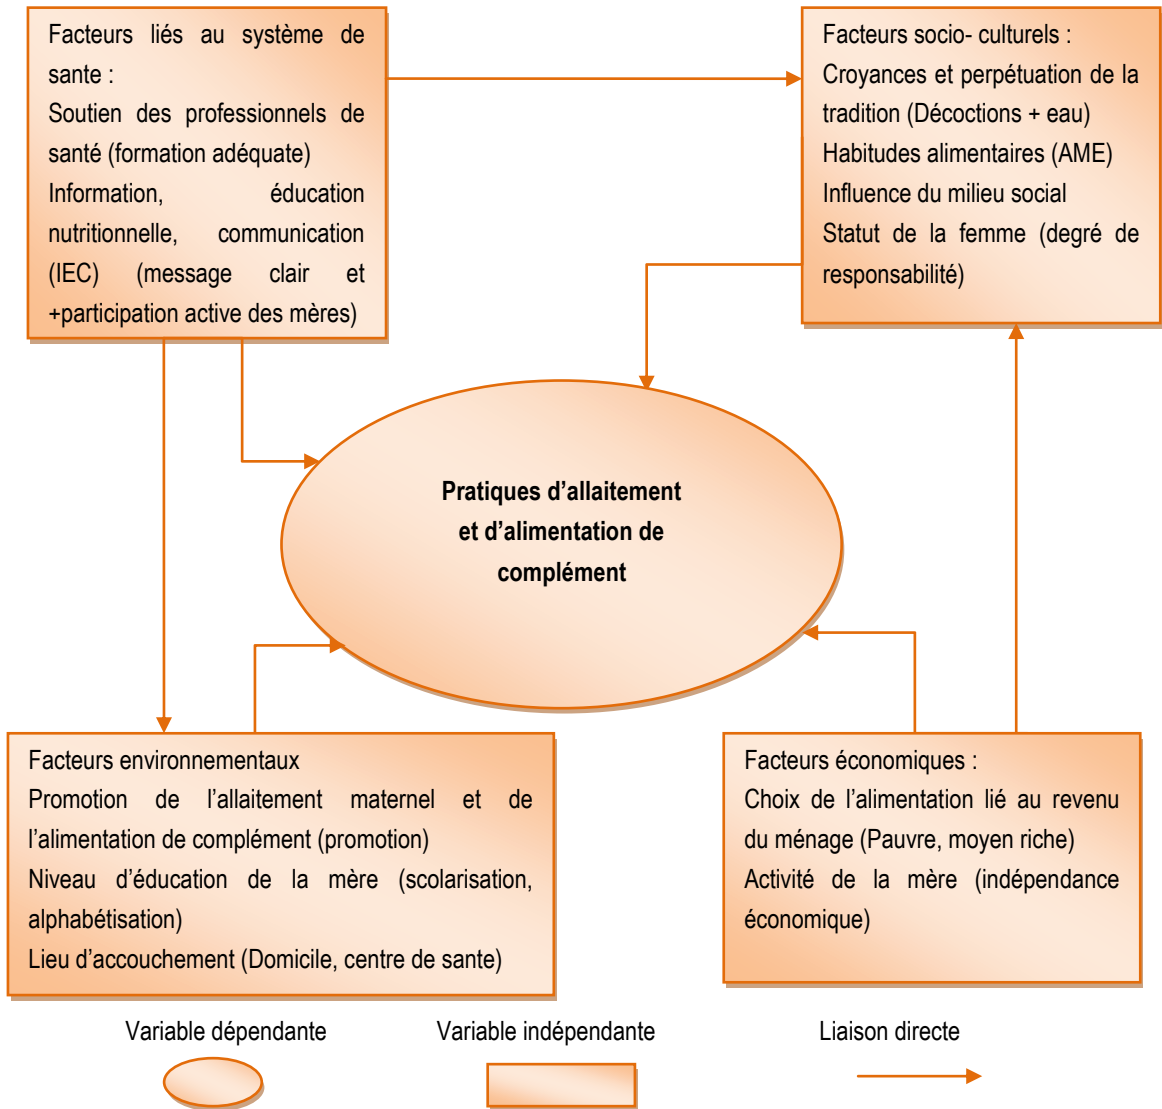 Facteurs liés au système de
sante :
Soutien des professionnels de
santé (formation adéquate)
Information, éducation
nutritionnelle, communication
(IEC) (message clair et
+participation active des mères)
Facteurs socio- culturels :
Croyances et perpétuation de la
tradition (Décoctions + eau)
Habitudes alimentaires (AME)
Influence du milieu social
Statut de la femme (degré de
responsabilité)
Pratiques d’allaitement
et d’alimentation de
complément
Facteurs environnementaux
Promotion de l’allaitement maternel et de
l’alimentation de complément (promotion)
Niveau d’éducation de la mère (scolarisation,
alphabétisation)
Lieu d’accouchement (Domicile, centre de sante)
Facteurs économiques :
Choix de l’alimentation lié au revenu
du ménage (Pauvre, moyen riche)
Activité de la mère (indépendance
économique)
Variable dépendante
Variable indépendante
Liaison directe